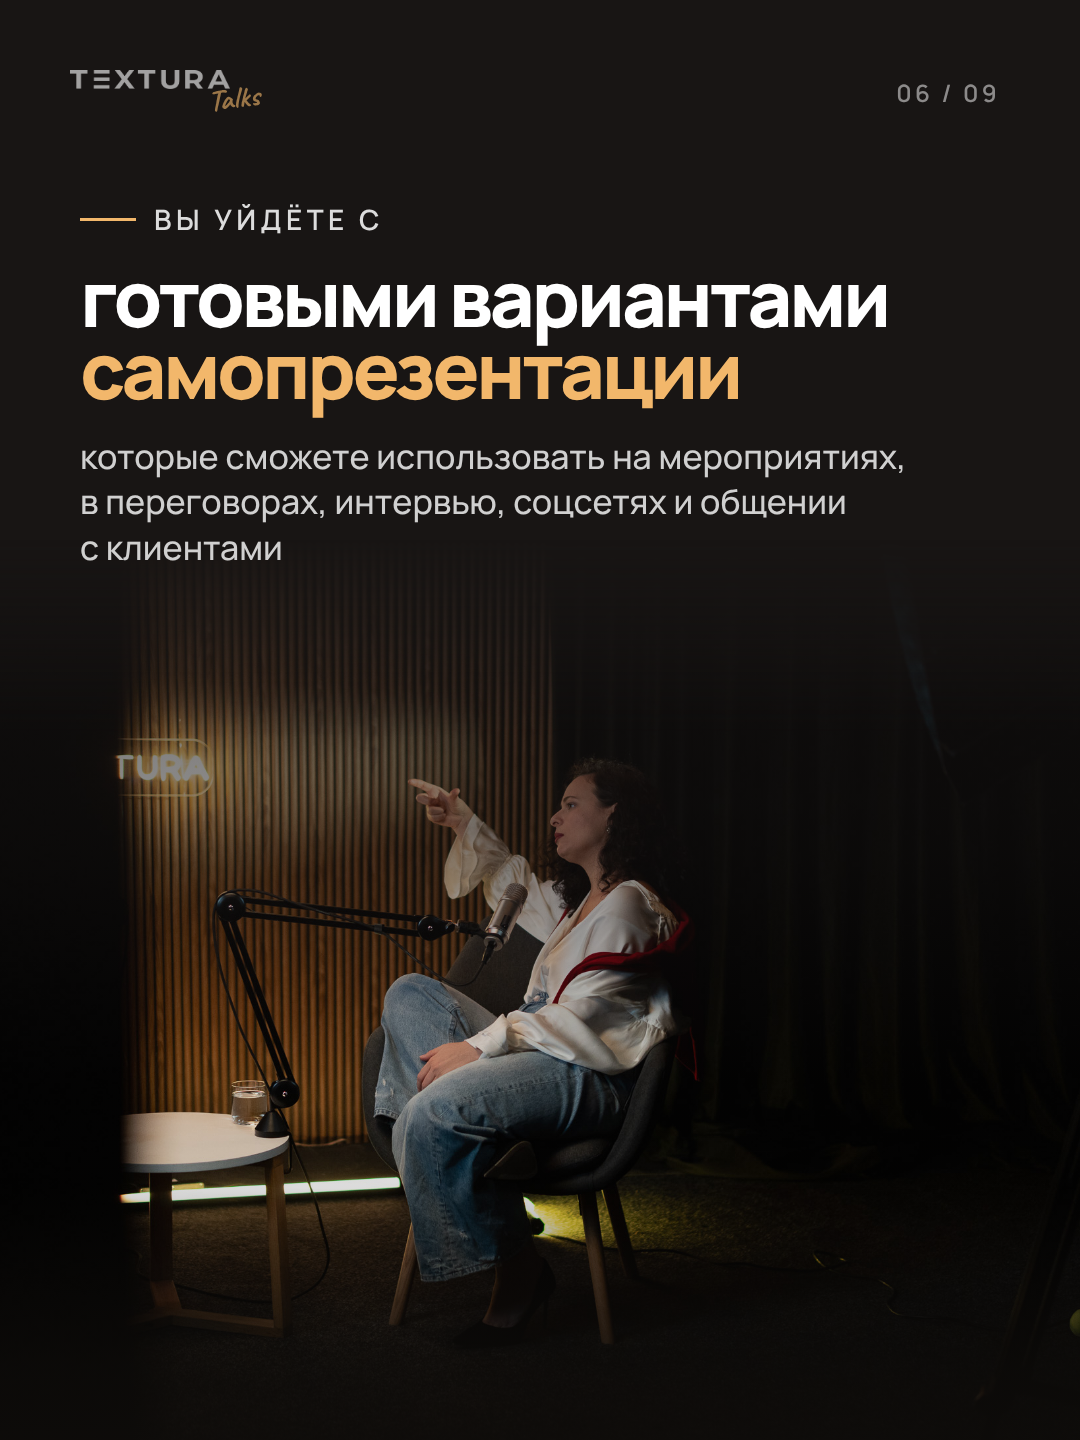 TEXTURA
Talks
06 / 09
ВЫ УЙДЁТЕ С
готовыми вариантами
самопрезентации
которые сможете использовать на мероприятиях,
в переговорах, интервью, соцсетях и общении
с клиентами
TURA